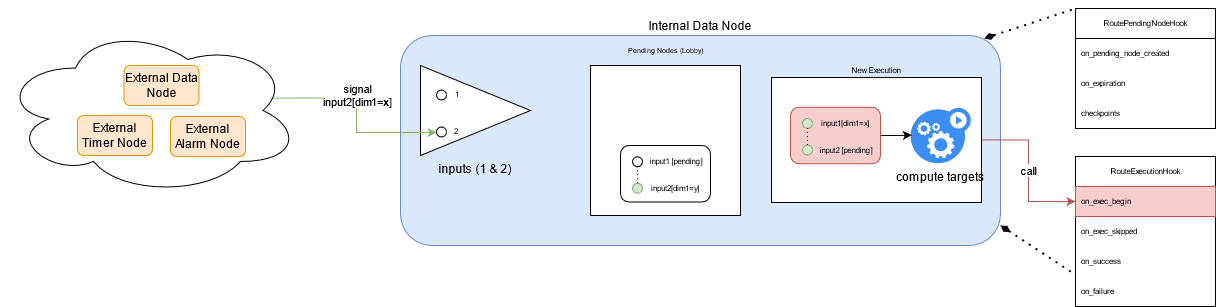 External Data
Node
External
Timer Node
External
Alarm Node
signal
input2[dim1=x]
Internal Data Node
1
2
inputs (1 & 2)
Pending Nodes (Lobby)
input1 [pending]
input2[dim1=y]
New Execution
input1[dim1=x]
input2 [pending]
compute targets
call
RoutePendingNodeHook
on_pending_node_created
on_expiration
checkpoints
RouteExecutionHook
on_exec_begin
on_exec_skipped
on_success
on_failure